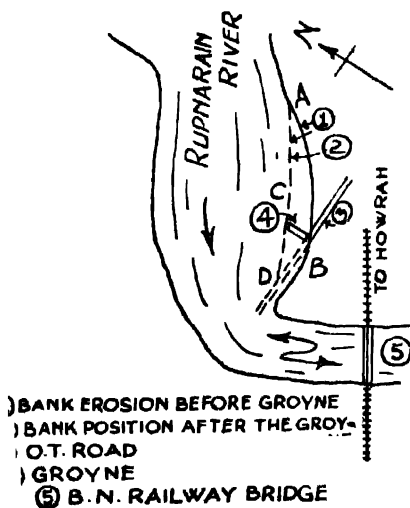 RUPNARAIN
RIVER
N
A
①
②
C
④
③
B
D
TO HOWRAH
⑤
)BANK EROSION BEFORE GROYNE
)BANK POSITION AFTER THE GROY-
)O.T. ROAD
)GROYNE
⑤ B.N. RAILWAY BRIDGE